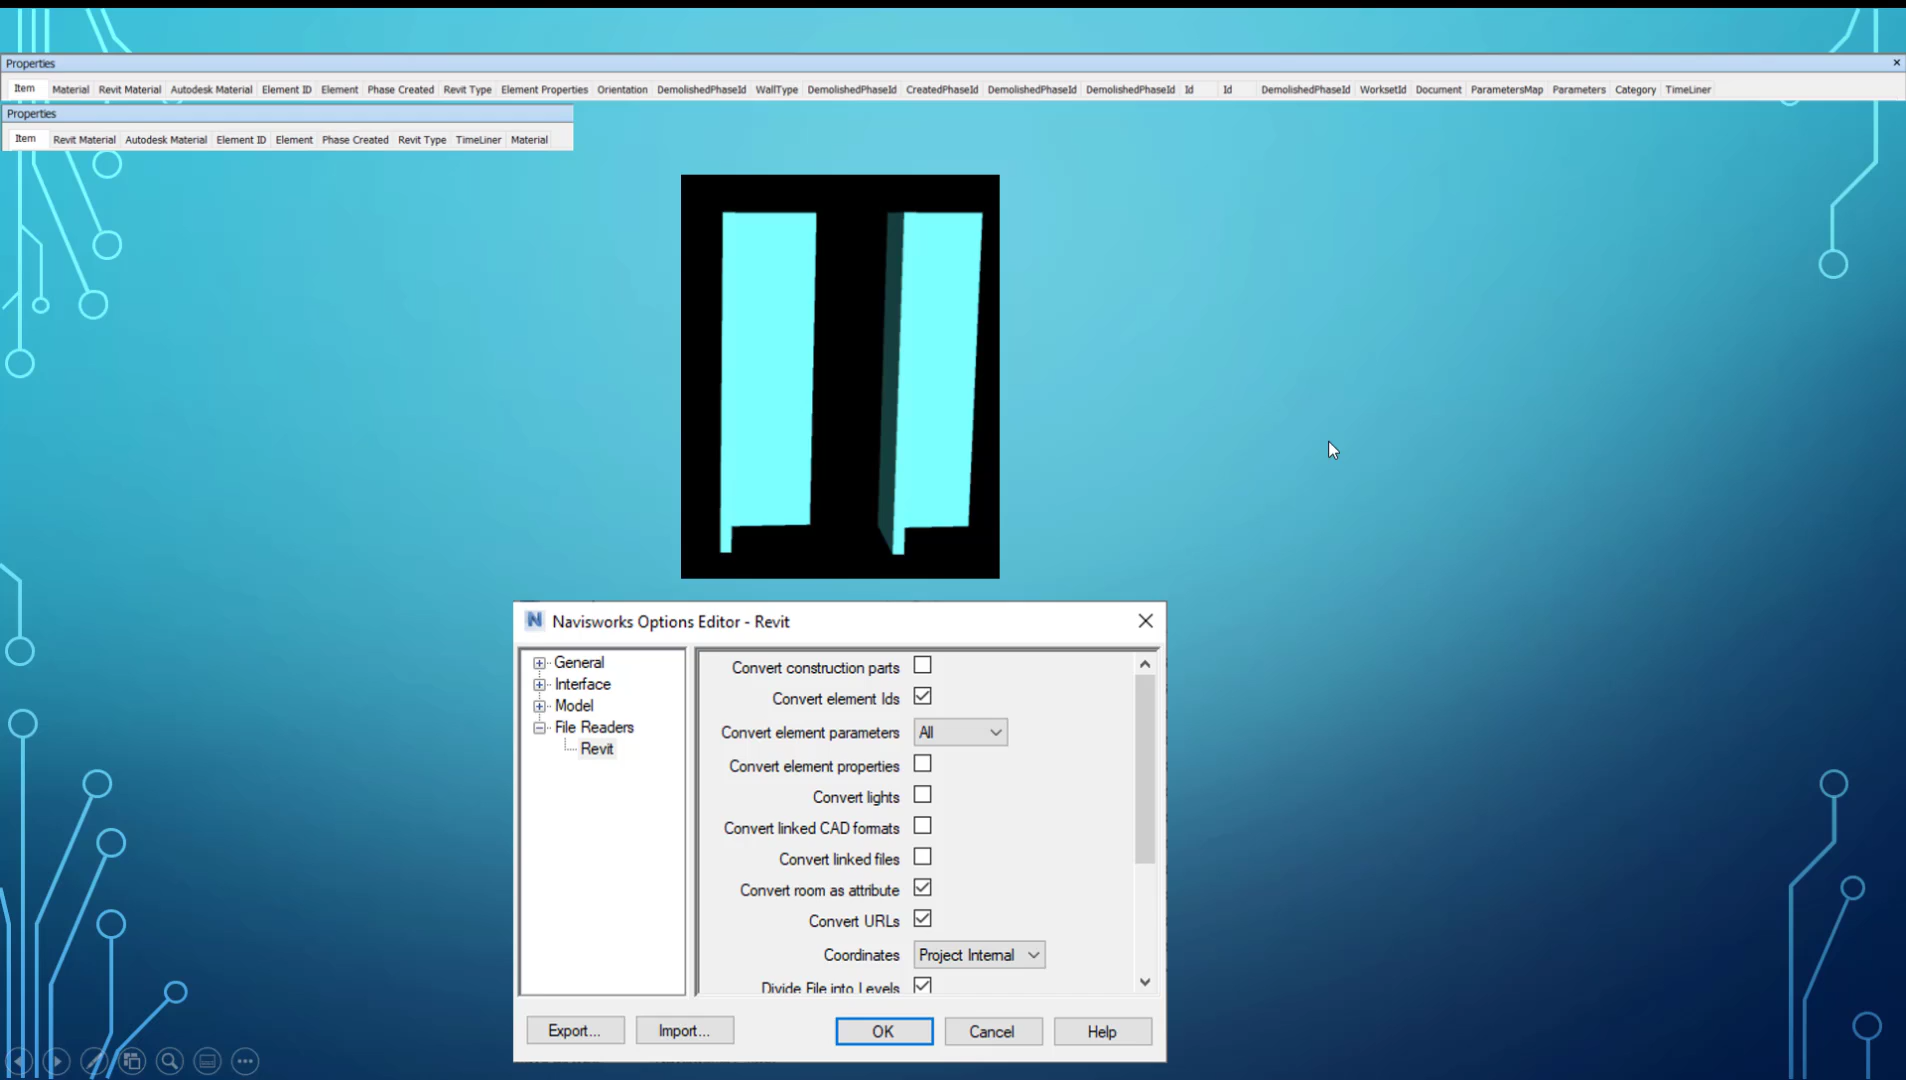 Properties
Item Material Revit Material Autodesk Material Element ID Element Phase Created Revit Type Element Properties Orientation DemolishedPhaseId WallType DemolishedPhaseId CreatedPhaseId DemolishedPhaseId DemolishedPhaseId Id Id DemolishedPhaseId WorksetId Document ParametersMap Parameters Category TimeLiner
Properties
Item Revit Material Autodesk Material Element ID Element Phase Created Revit Type TimeLiner Material
Navisworks Options Editor - Revit
General
Interface
Model
File Readers
Revit
Convert construction parts
Convert element Ids
Convert element parameters All
Convert element properties
Convert lights
Convert linked CAD formats
Convert linked files
Convert room as attribute
Convert URLs
Coordinates Project Internal
Divide File into Levels
Export... Import... OK Cancel Help